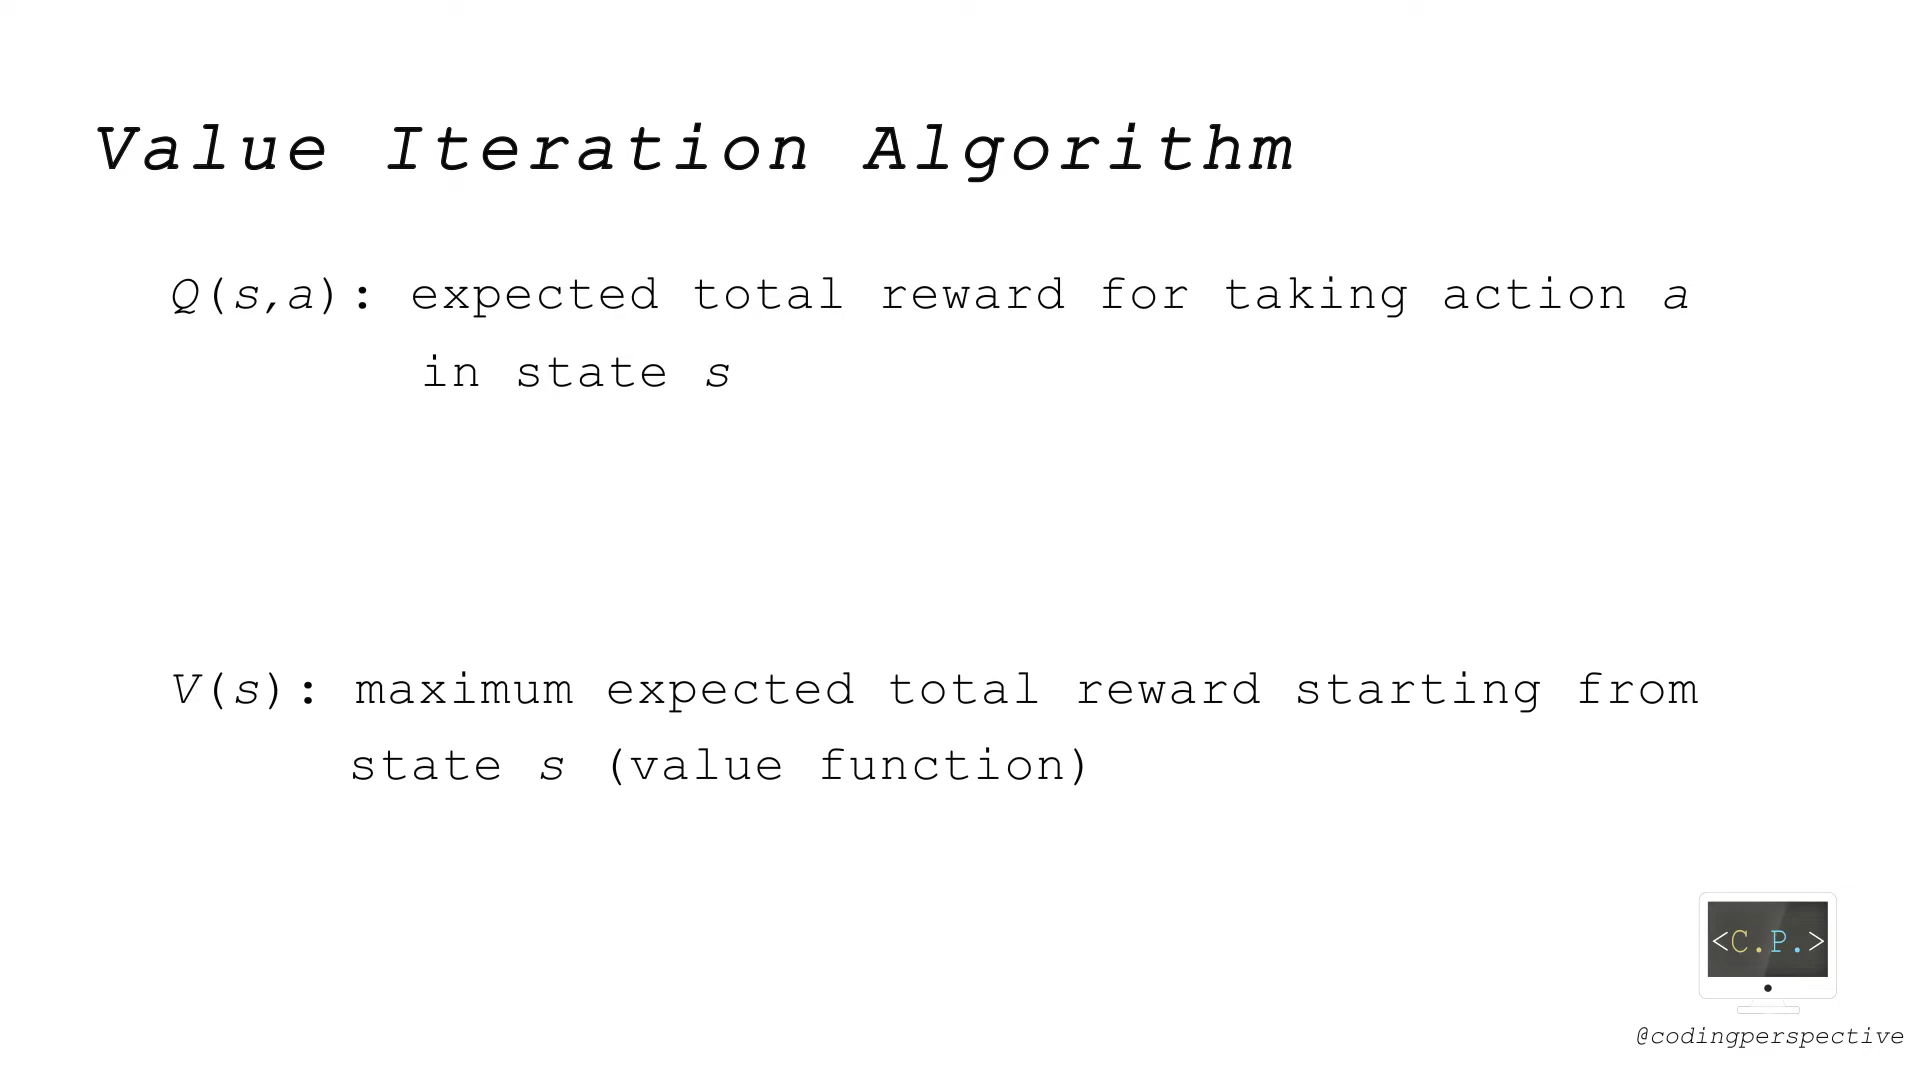 Value Iteration Algorithm
Q(s,a): expected total reward for taking action a
in state s
V(s): maximum expected total reward starting from
state s (value function)
<C.P.>
@codingperspective